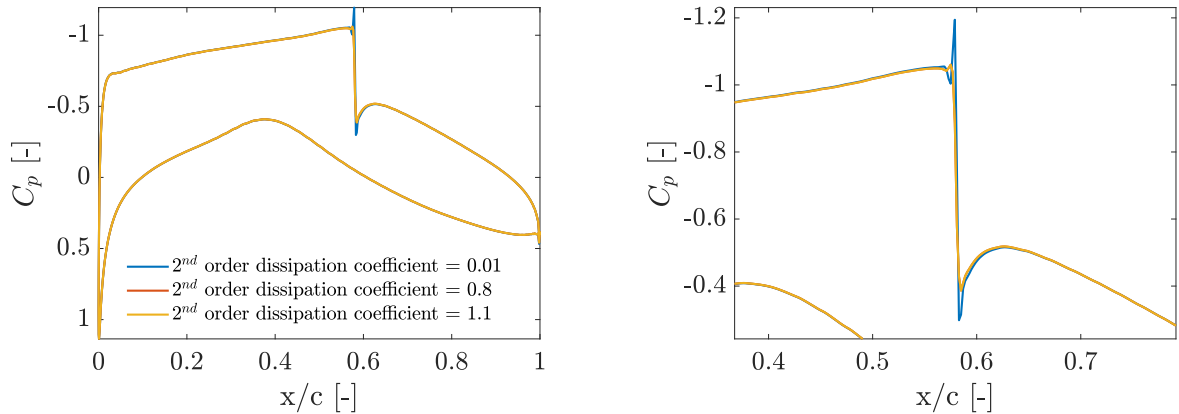 -1
-0.5
0
0.5
1
C_p [-]
2^nd order dissipation coefficient = 0.01
2^nd order dissipation coefficient = 0.8
2^nd order dissipation coefficient = 1.1
0 0.2 0.4 0.6 0.8 1
x/c [-]
-1.2
-1
-0.8
-0.6
-0.4
C_p [-]
0.4 0.5 0.6 0.7
x/c [-]